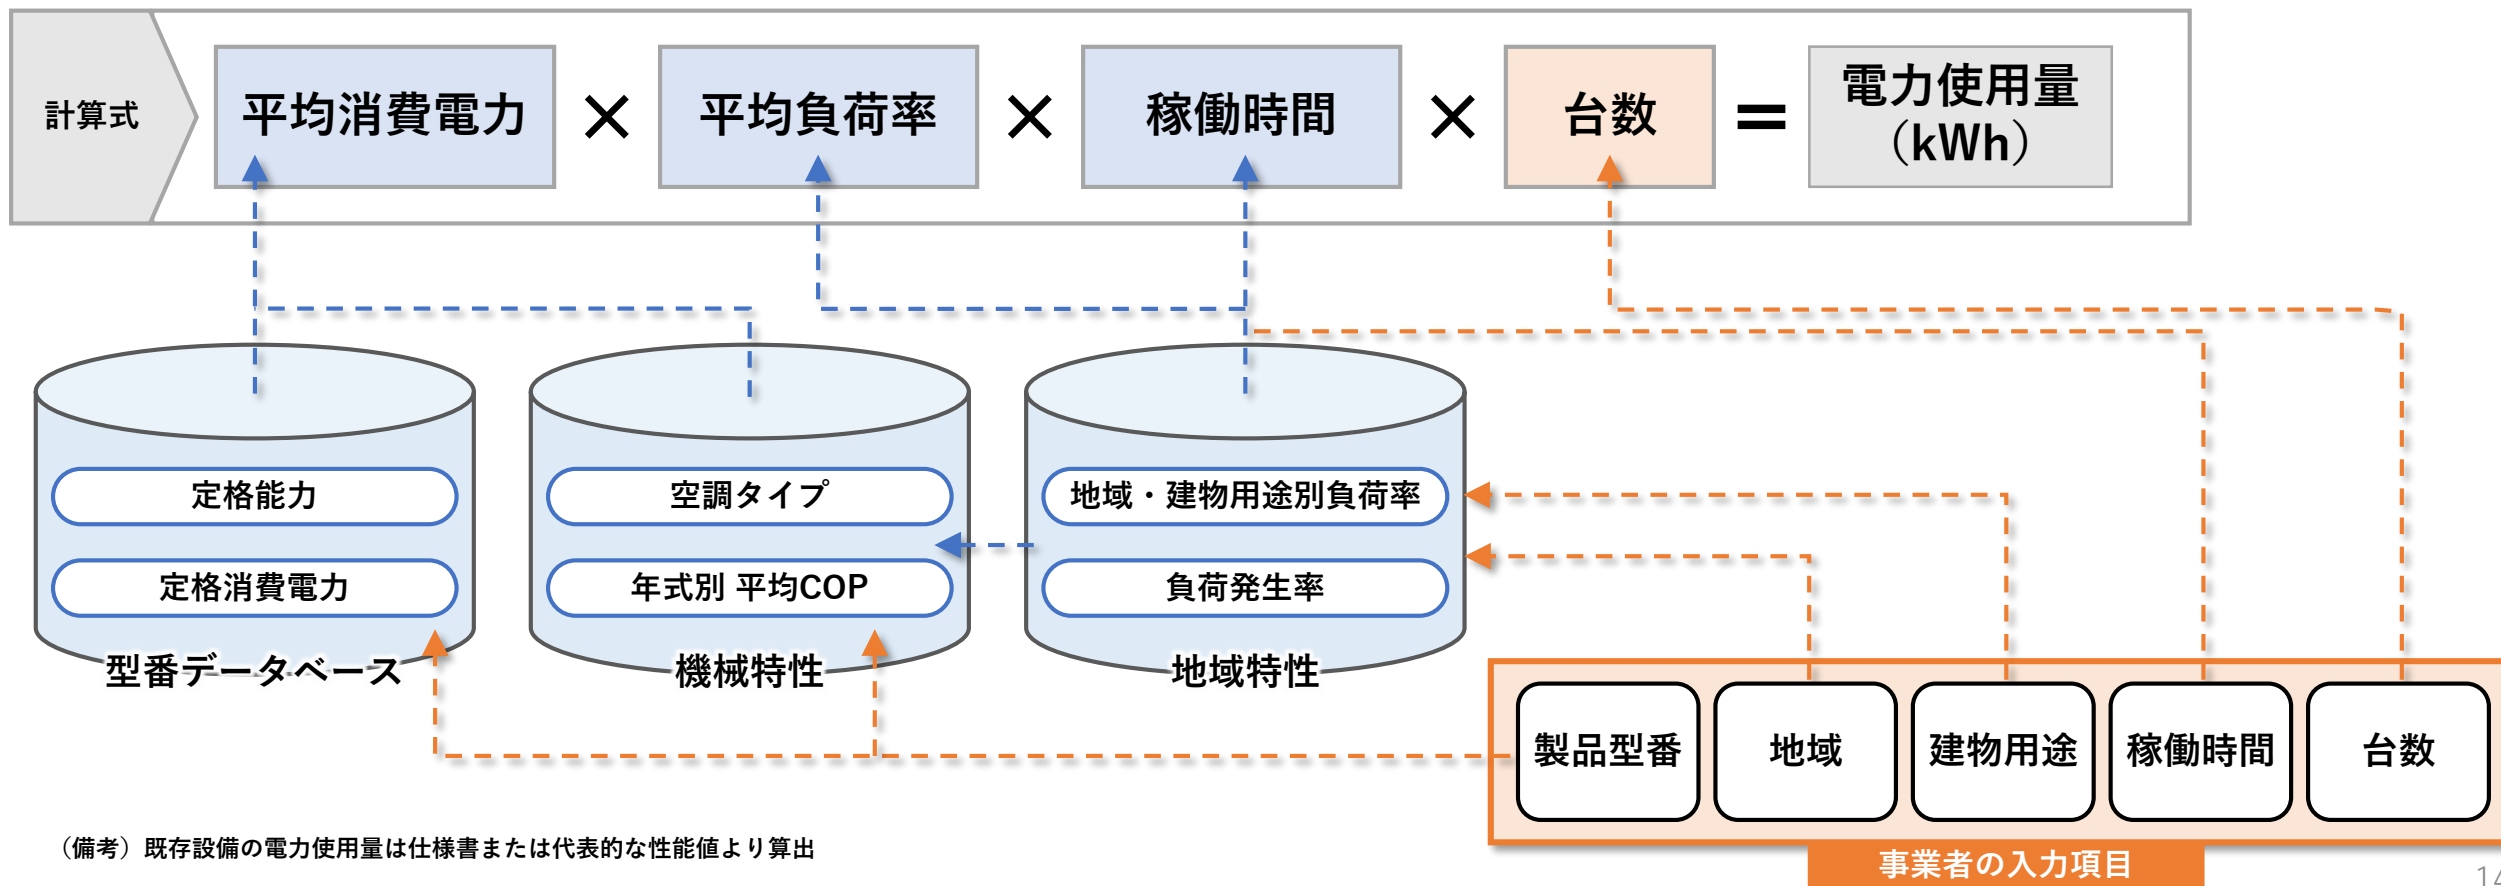 計算式
平均消費電力 × 平均負荷率 × 稼働時間 × 台数 = 電力使用量
（kWh）
定格能力
定格消費電力
型番データベース
空調タイプ
年式別 平均COP
機械特性
地域・建物用途別負荷率
負荷発生率
地域特性
製品型番
地域
建物用途
稼働時間
台数
事業者の入力項目
（備考）既存設備の電力使用量は仕様書または代表的な性能値より算出
14